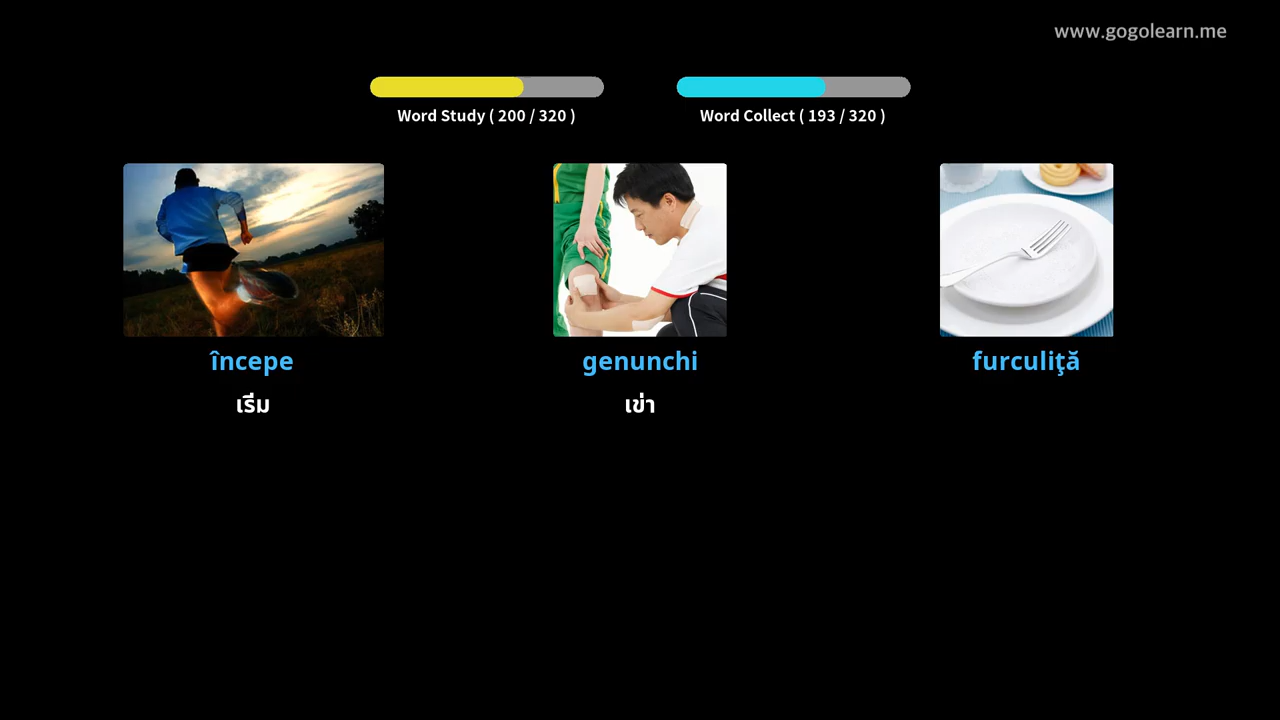 www.gogolearn.me
Word Study ( 200 / 320 )
Word Collect ( 193 / 320 )
începe
genunchi
furculiţă
เริ่ม
เข่า